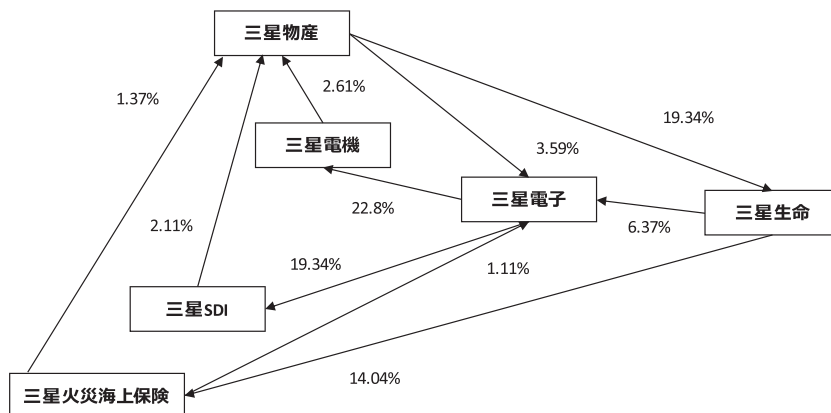 三星物産
2.61%
1.37%
19.34%
三星電機
3.59%
三星電子
三星生命
22.8%
6.37%
2.11%
19.34%
1.11%
三星SDI
14.04%
三星火災海上保険